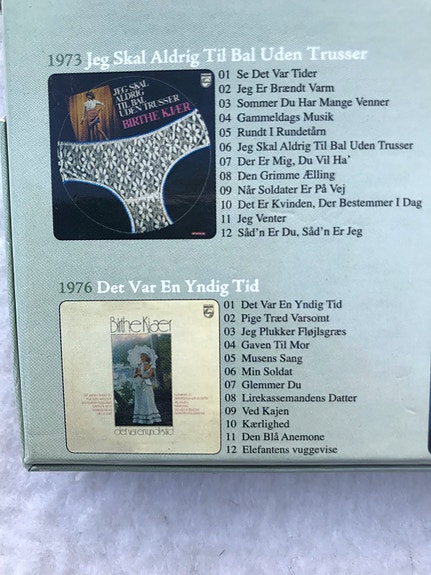 1973 Jeg Skal Aldrig Til Bal Uden Trusser
JEG SKAL
ALDRIG
TIL BAL
UDEN TRUSSER
BIRTHE KJÆR
PHILIPS
01 Se Det Var Tider
02 Jeg Er Brændt Varm
03 Sommer Du Har Mange Venner
04 Gammeldags Musik
05 Rundt I Rundetårn
06 Jeg Skal Aldrig Til Bal Uden Trusser
07 Der Er Mig, Du Vil Ha'
08 Den Grimme Ælling
09 Når Soldater Er På Vej
10 Det Er Kvinden, Der Bestemmer I Dag
11 Jeg Venter
12 Såd'n Er Du, Såd'n Er Jeg
1976 Det Var En Yndig Tid
Birthe Kjær
det var en yndig tid
01 Det Var En Yndig Tid
02 Pige Træd Varsomt
03 Jeg Plukker Fløjlsgræs
04 Gaven Til Mor
05 Musens Sang
06 Min Soldat
07 Glemmer Du
08 Lirekassemandens Datter
09 Ved Kajen
10 Kærlighed
11 Den Blå Anemone
12 Elefantens vuggevise